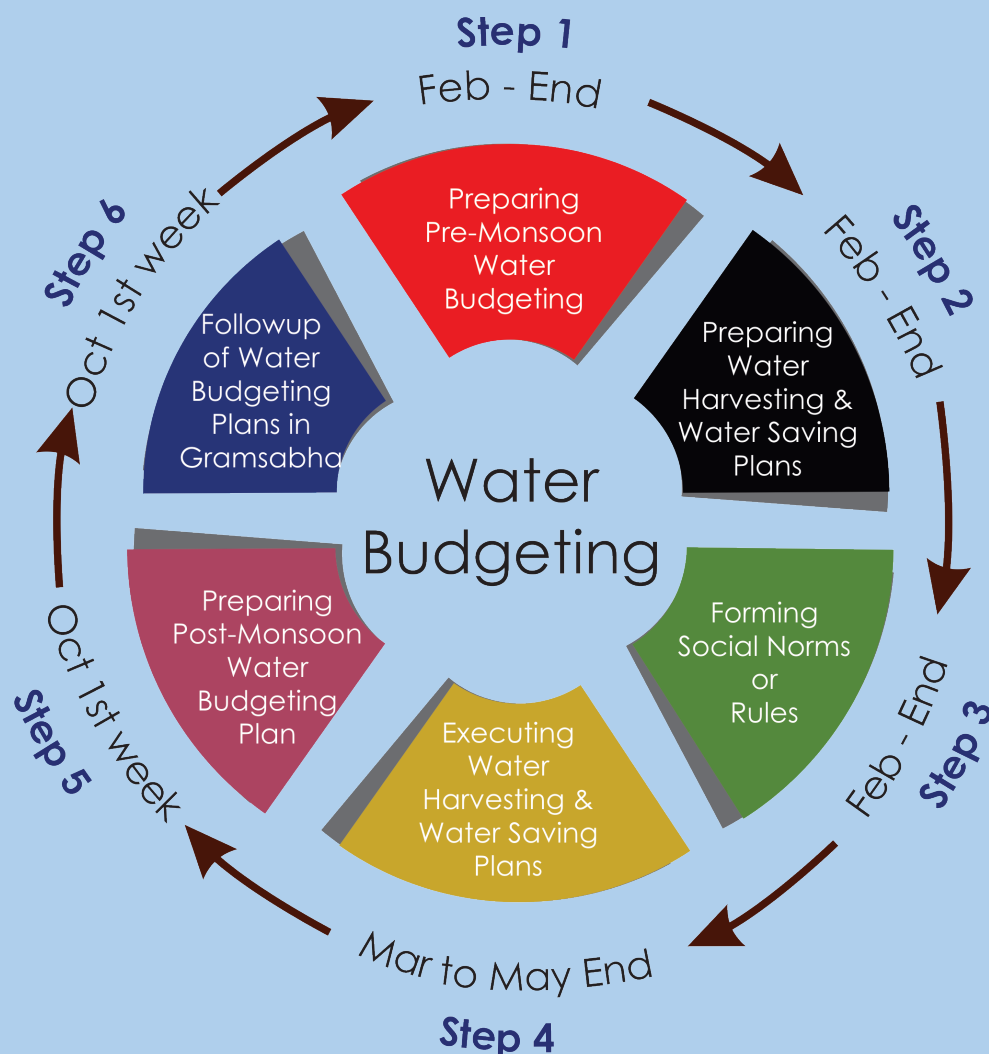 Step 1
Feb - End
Preparing
Pre-Monsoon
Water
Budgeting
Step 2
Feb - End
Preparing
Water
Harvesting &
Water Saving
Plans
Step 3
Feb - End
Forming
Social Norms
or
Rules
Step 4
Mar to May End
Executing
Water
Harvesting &
Water Saving
Plans
Step 5
Oct 1st week
Preparing
Post-Monsoon
Water
Budgeting
Plan
Step 6
Oct 1st week
Followup
of Water
Budgeting
Plans in
Gramsabha
Water
Budgeting